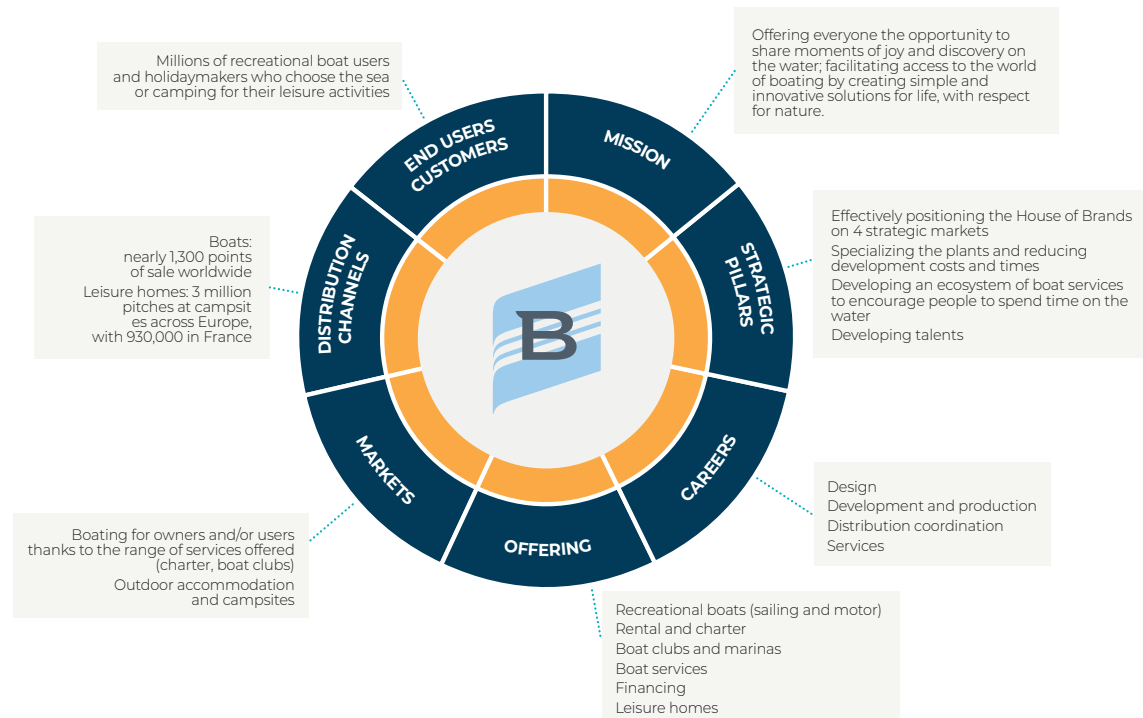 Millions of recreational boat users
and holidaymakers who choose the sea
or camping for their leisure activities
Offering everyone the opportunity to
share moments of joy and discovery on
the water; facilitating access to the world
of boating by creating simple and
innovative solutions for life, with respect
for nature.
END USERS
CUSTOMERS
MISSION
Boats:
nearly 1,300 points
of sale worldwide
Leisure homes: 3 million
pitches at campsit
es across Europe,
with 930,000 in France
DISTRIBUTION
CHANNELS
B
STRATEGIC
PILLARS
Effectively positioning the House of Brands
on 4 strategic markets
Specializing the plants and reducing
development costs and times
Developing an ecosystem of boat services
to encourage people to spend time on the
water
Developing talents
MARKETS
CAREERS
OFFERING
Design
Development and production
Distribution coordination
Services
Boating for owners and/or users
thanks to the range of services offered
(charter, boat clubs)
Outdoor accommodation
and campsites
Recreational boats (sailing and motor)
Rental and charter
Boat clubs and marinas
Boat services
Financing
Leisure homes